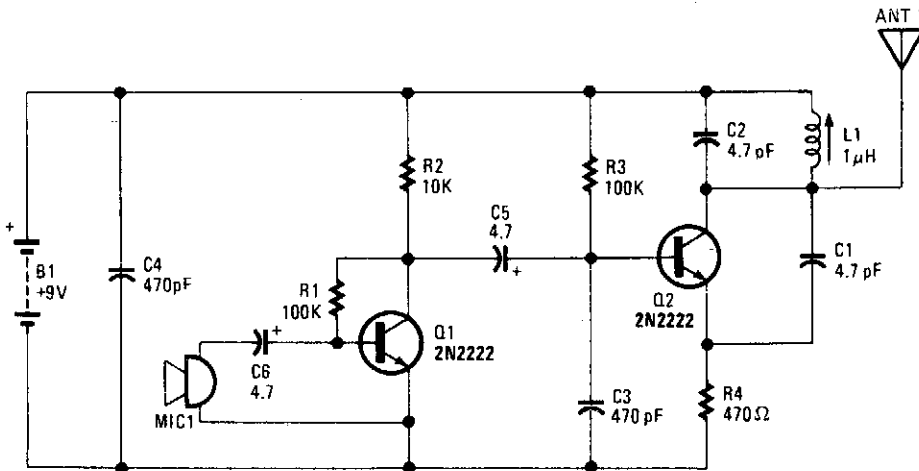 ANT
C2
4.7 pF
L1
1μH
R2
10K
R3
100K
C5
4.7
+
+
B1
+9V
C4
470pF
R1
100K
+
C6
4.7
MIC1
Q1
2N2222
Q2
2N2222
C1
4.7 pF
C3
470 pF
R4
470Ω